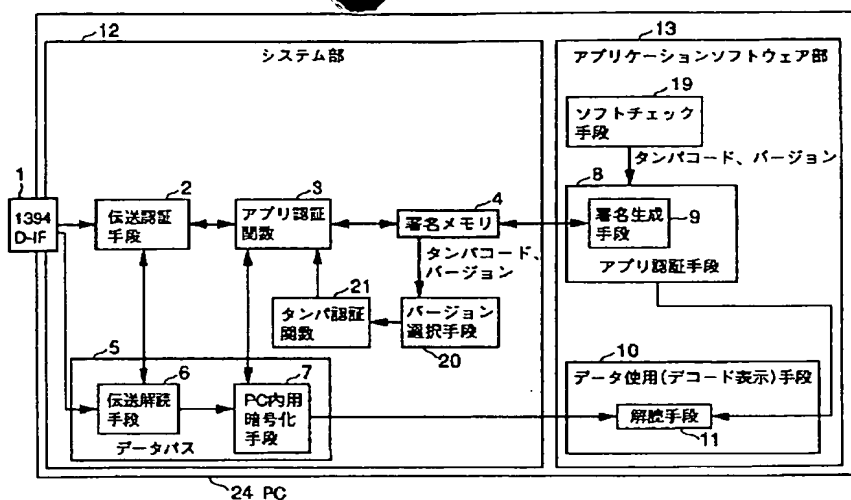 12
システム部
13
アプリケーションソフトウェア部
19
ソフトチェック
手段
タンパコード、バージョン
1
1394
D-IF
2
伝送認証
手段
3
アプリ認証
関数
4
署名メモリ
タンパコード、
バージョン
8
署名生成
手段
9
アプリ認証手段
21
タンパ認証
関数
バージョン
選択手段
20
5
6
伝送解読
手段
データパス
7
PC内用
暗号化
手段
10
データ使用(デコード表示)手段
解読手段
11
24 PC